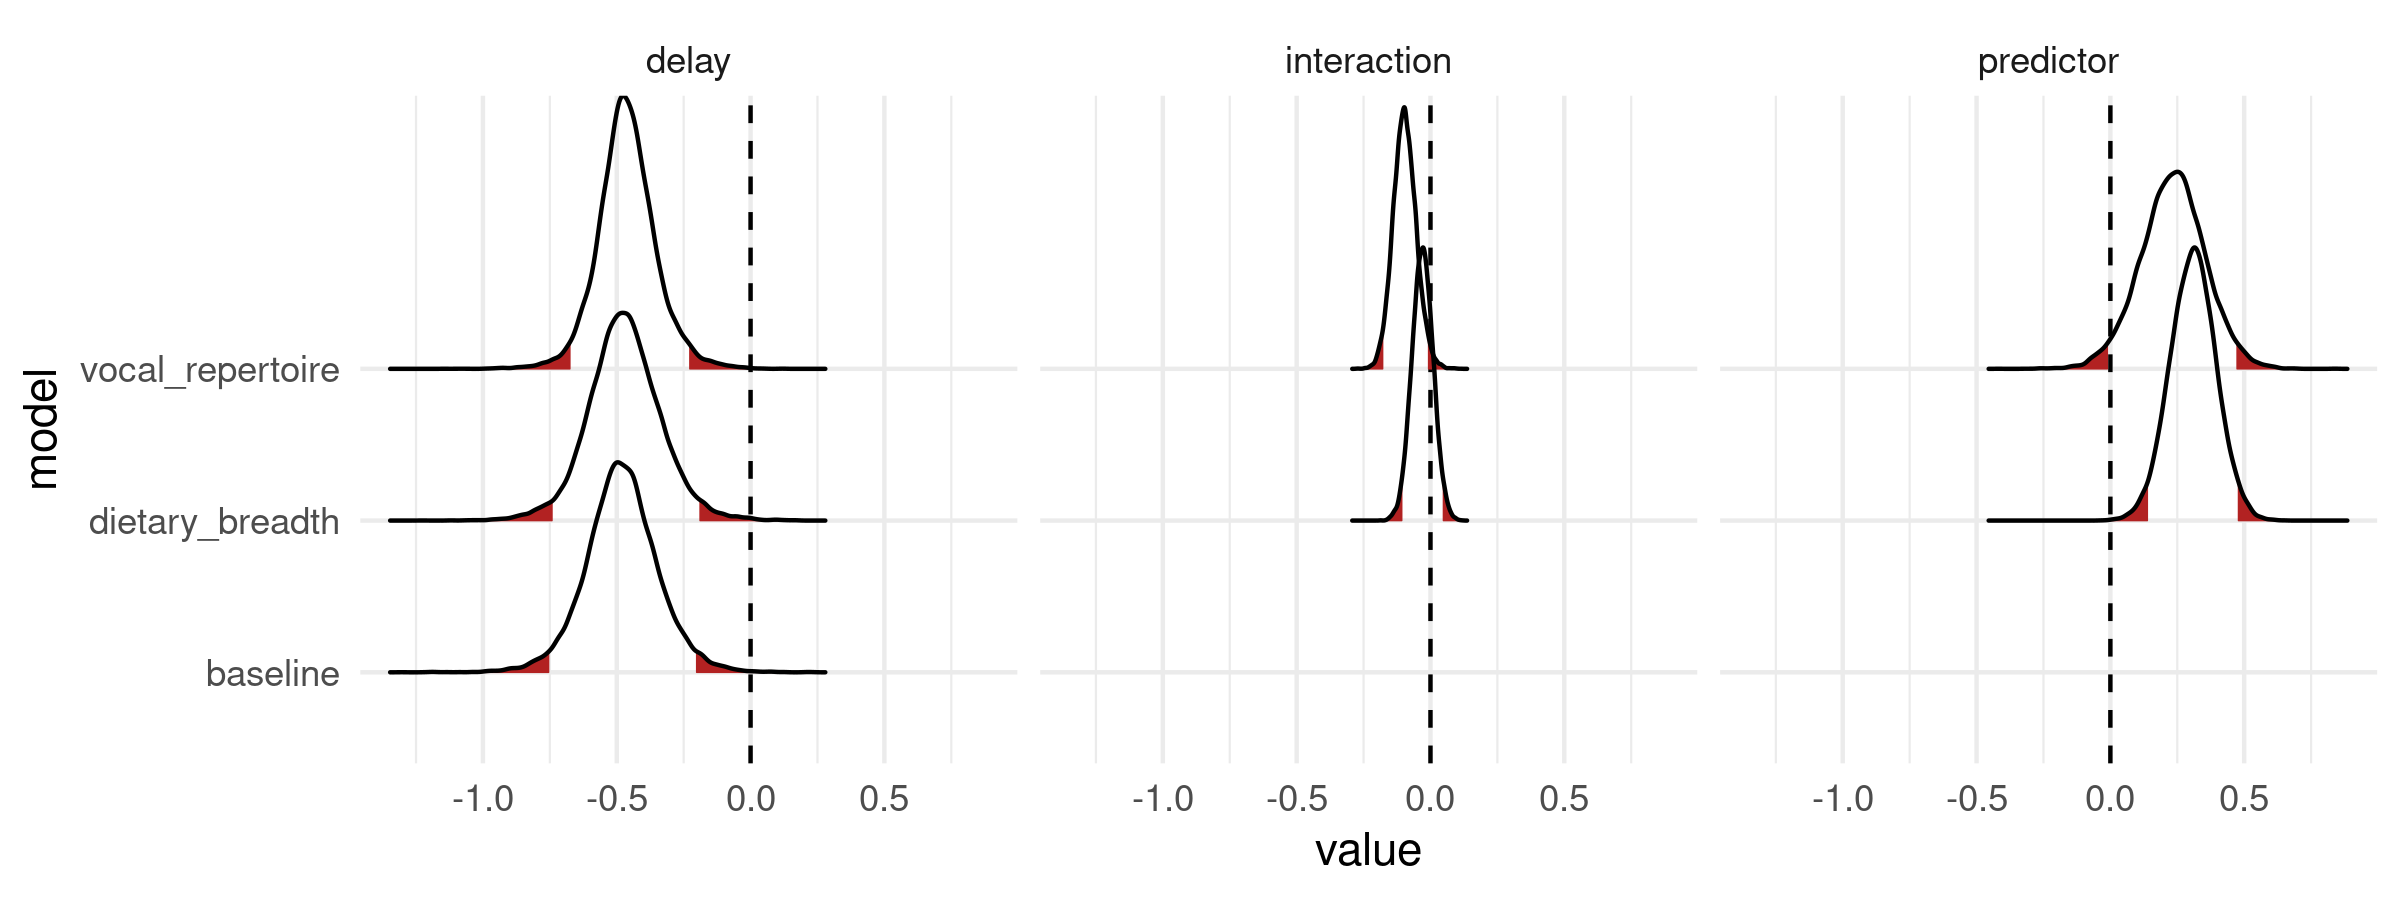 delay
interaction
predictor
model
vocal_repertoire
dietary_breadth
baseline
-1.0 -0.5 0.0 0.5
-1.0 -0.5 0.0 0.5
-1.0 -0.5 0.0 0.5
value